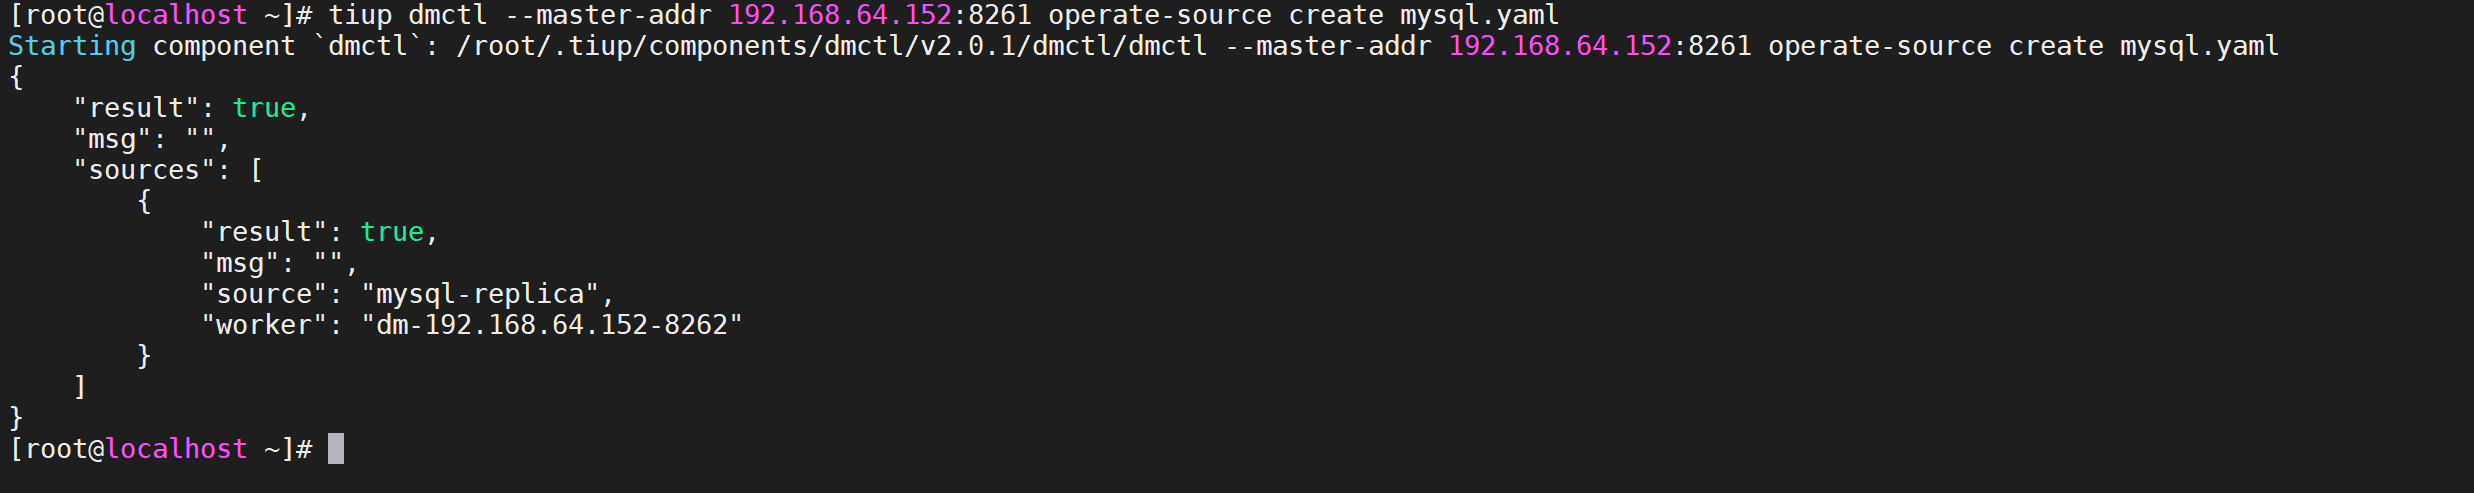 [root@localhost ~]# tiup dmctl --master-addr 192.168.64.152:8261 operate-source create mysql.yaml
Starting component `dmctl`: /root/.tiup/components/dmctl/v2.0.1/dmctl/dmctl --master-addr 192.168.64.152:8261 operate-source create mysql.yaml
{
    "result": true,
    "msg": "",
    "sources": [
        {
            "result": true,
            "msg": "",
            "source": "mysql-replica",
            "worker": "dm-192.168.64.152-8262"
        }
    ]
}
[root@localhost ~]#